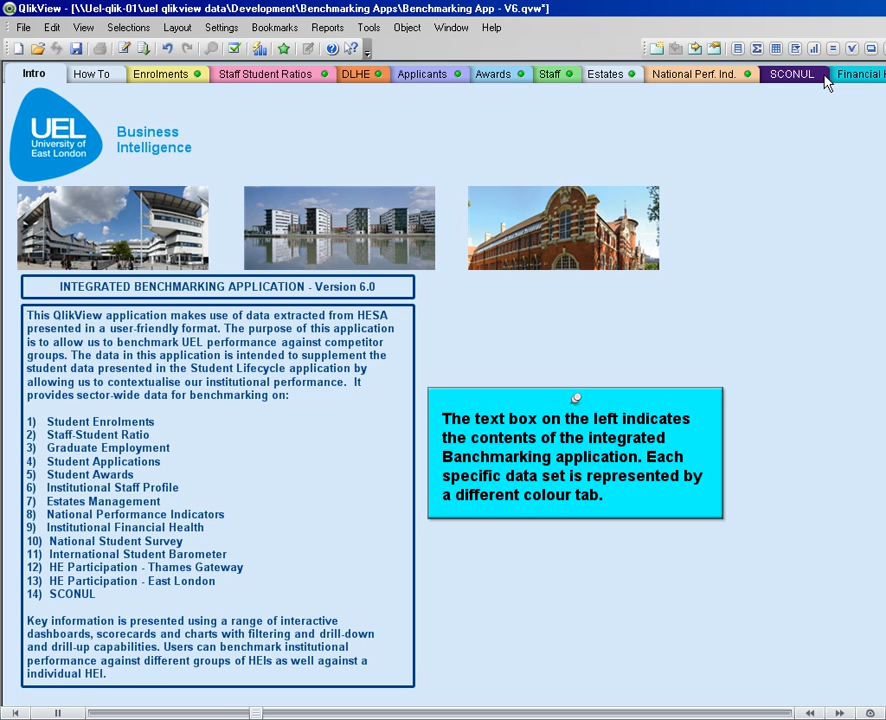 QlikView - [\\Uel-qlik-01\uel qlikview data\Development\Benchmarking Apps\Benchmarking App - V6.qvw*]
File Edit View Selections Layout Settings Bookmarks Reports Tools Object Window Help
Intro How To Enrolments Staff Student Ratios DLHE Applicants Awards Staff Estates National Perf. Ind. SCONUL Financial
UEL
University of
East London
Business
Intelligence
INTEGRATED BENCHMARKING APPLICATION - Version 6.0
This QlikView application makes use of data extracted from HESA
presented in a user-friendly format. The purpose of this application
is to allow us to benchmark UEL performance against competitor
groups. The data in this application is intended to supplement the
student data presented in the Student Lifecycle application by
allowing us to contextualise our institutional performance. It
provides sector-wide data for benchmarking on:
1) Student Enrolments
2) Staff-Student Ratio
3) Graduate Employment
4) Student Applications
5) Student Awards
6) Institutional Staff Profile
7) Estates Management
8) National Performance Indicators
9) Institutional Financial Health
10) National Student Survey
11) International Student Barometer
12) HE Participation - Thames Gateway
13) HE Participation - East London
14) SCONUL
Key information is presented using a range of interactive
dashboards, scorecards and charts with filtering and drill-down
and drill-up capabilities. Users can benchmark institutional
performance against different groups of HEIs as well against a
individual HEI.
The text box on the left indicates
the contents of the integrated
Banchmarking application. Each
specific data set is represented by
a different colour tab.